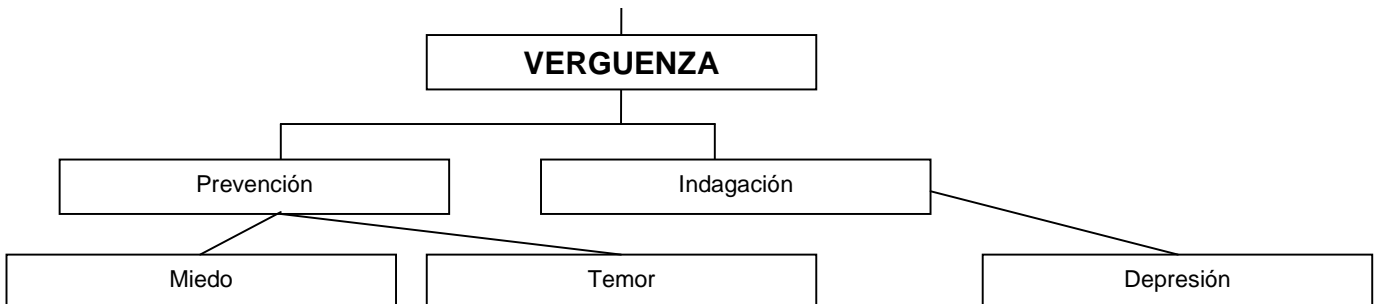 VERGUENZA
Prevención
Indagación
Miedo
Temor
Depresión